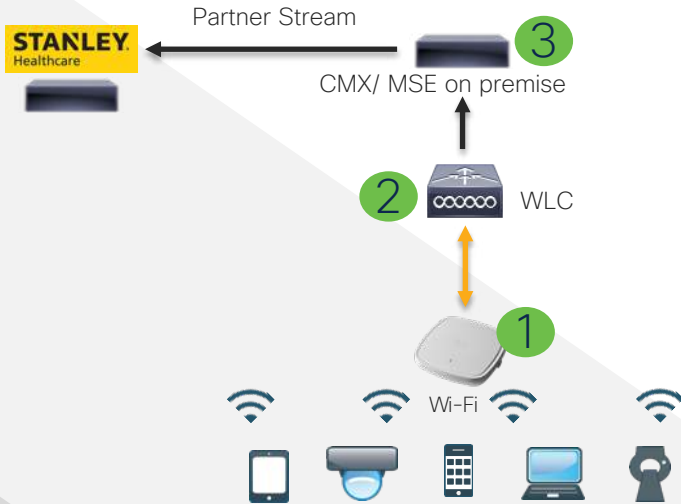 Partner Stream
STANLEY.
Healthcare
3
CMX/ MSE on premise
2
WLC
1
Wi-Fi